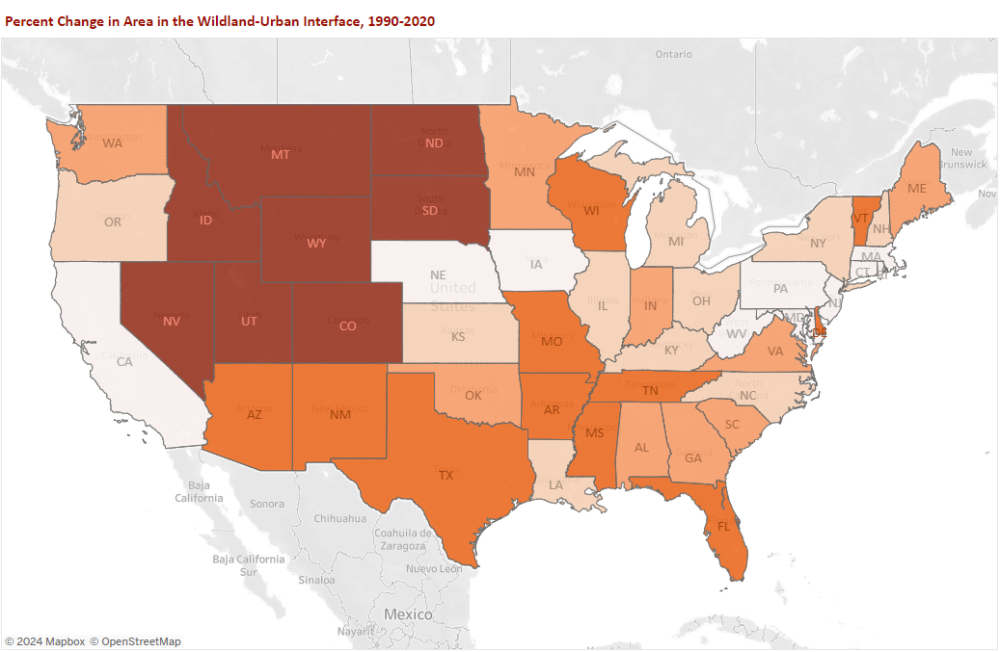 Percent Change in Area in the Wildland-Urban Interface, 1990-2020
Ontario
New
Brunswick
Nov
WA
MT
ND
MN
ME
OR
ID
SD
WI
VT
NH
WY
MI
NY
MA
CT
RI
NE
IA
PA
NJ
United
States
NV
UT
CO
KS
IL
IN
OH
MD
DE
WV
CA
MO
KY
VA
AZ
NM
OK
AR
TN
NC
TX
MS
AL
GA
SC
LA
FL
Baja
California
Sonora
Chihuahua
Coahuila de
Zaragoza
Baja California
Sur
Sinaloa
Nuevo León
Mexico
Nayarit
© 2024 Mapbox © OpenStreetMap